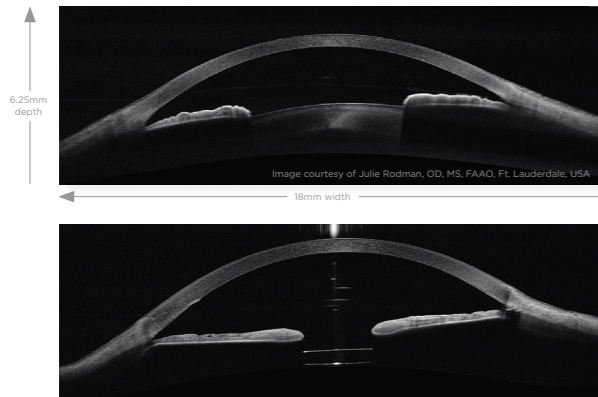 6.25mm
depth
Image courtesy of Julie Rodman, OD, MS, FAAO, Ft. Lauderdale, USA
18mm width